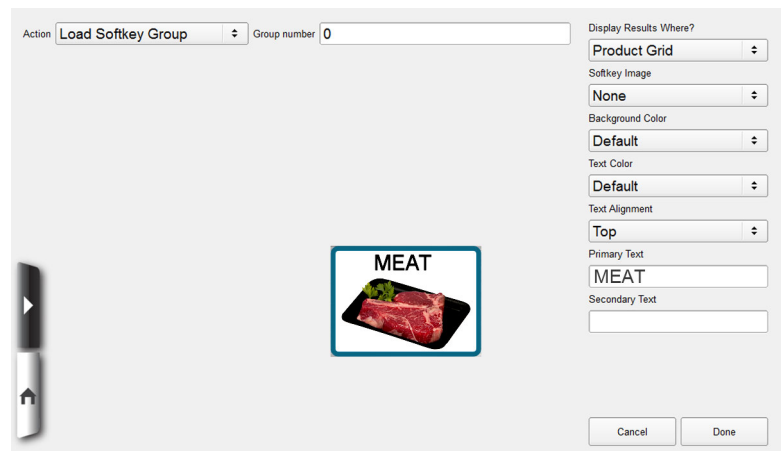 Action Load Softkey Group Group number 0
Display Results Where?
Product Grid
Softkey Image
None
Background Color
Default
Text Color
Default
Text Alignment
Top
Primary Text
MEAT
Secondary Text
MEAT
Cancel Done